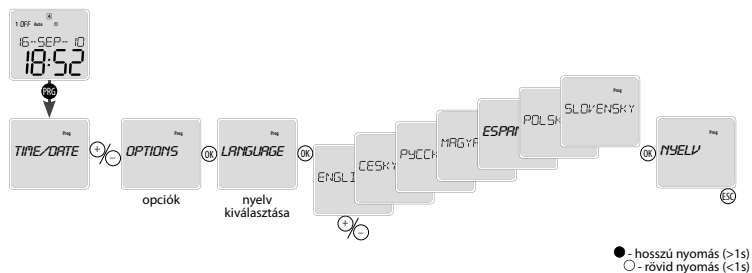 4
1 OFF Auto
16-SEP-10
18:52
PRG
Prog
TIME/DATE
+/-
Prog
OPTIONS
opciók
OK
Prog
LANGUAGE
nyelv
kiválasztása
OK
ENGLI
CESKY
PYCCK
MAGYA
ESPAÑ
POLSK
Prog
SLOVENSKY
+/-
OK
Prog
NYELV
ESC
- hosszú nyomás (>1s)
- rövid nyomás (<1s)